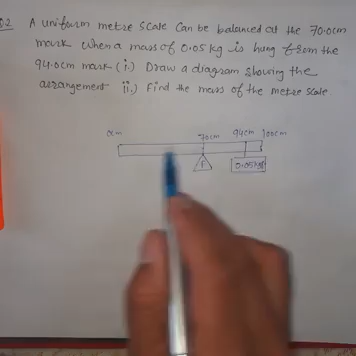 Q2 A uniform metre scale can be balanced at the 70.0cm
mark when a mass of 0.05 kg is hung from the
94.0cm mark (i.) Draw a diagram showing the
arrangement ii.) Find the mass of the metre scale
0cm 70cm 94cm 100cm
F 0.05kg